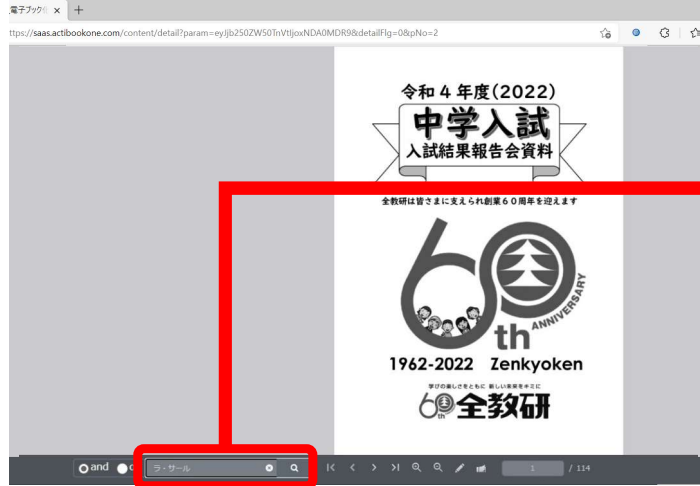 電子ブック
ttps://saas.actibookone.com/content/detail?param=eyJjb250ZW50TnVtIjoxNDA0MDR9&detailFlg=0&pNo=2
令和4年度(2022)
中学入試
入試結果報告会資料
全教研は皆さまに支えられ創業60周年を迎えます
60th ANNIVERSARY
1962-2022 Zenkyoken
学びの楽しさをともに 新しい未来をキミに
60th 全教研
and
ラ・サール
1 / 114